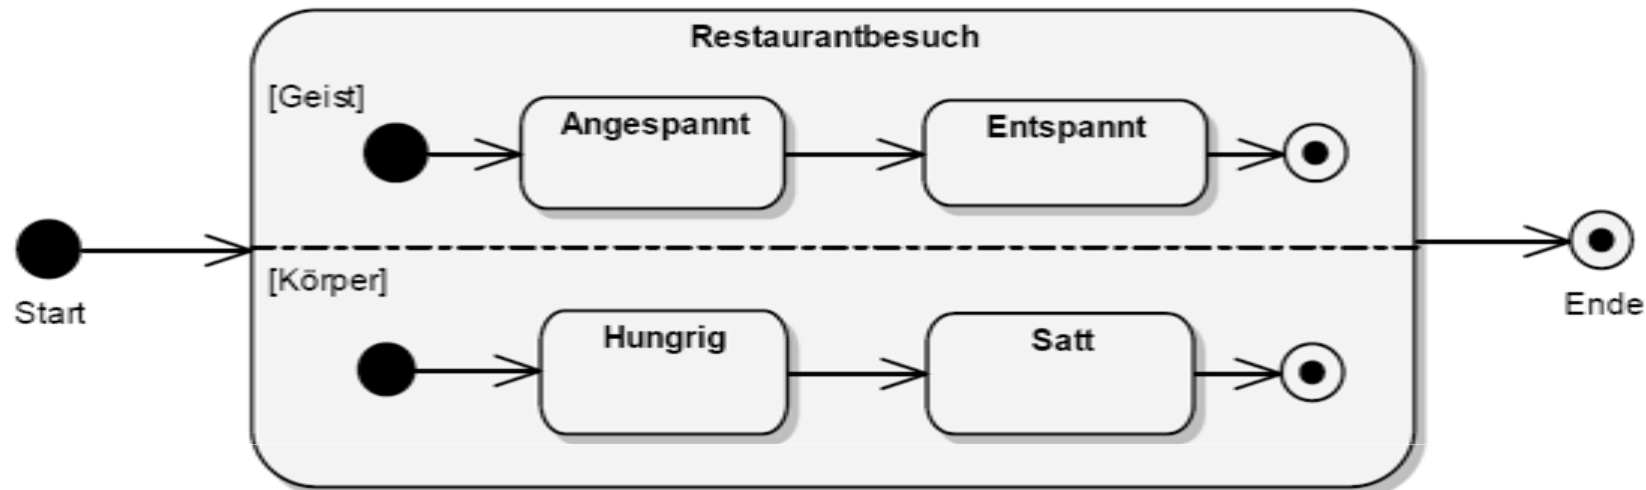 Restaurantbesuch
[Geist]
Angespannt
Entspannt
Start
[Körper]
Hungrig
Satt
Ende